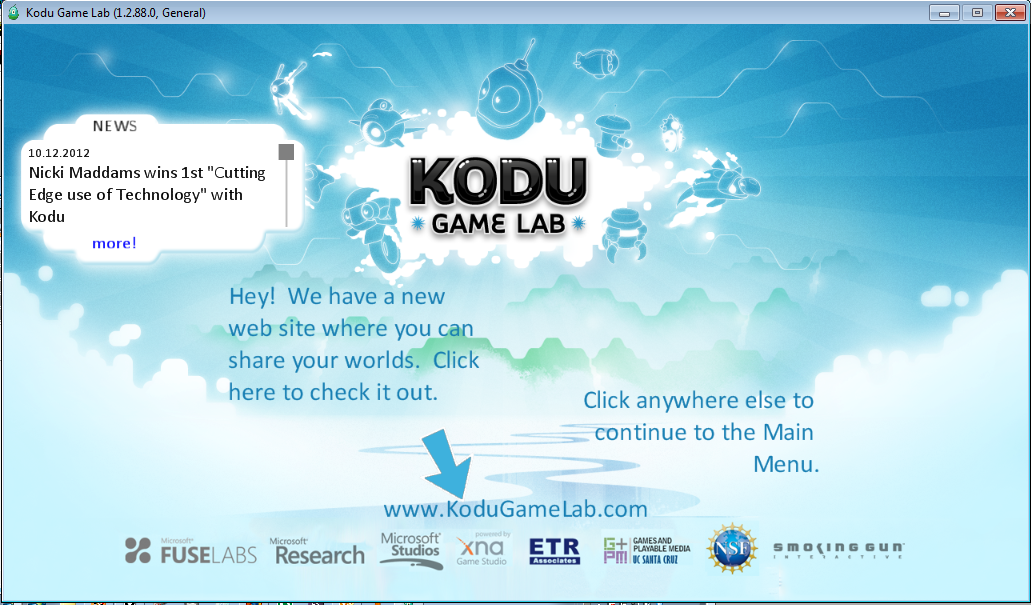 Kodu Game Lab (1.2.88.0, General)
NEWS
10.12.2012
Nicki Maddams wins 1st "Cutting
Edge use of Technology" with
Kodu
more!
KODU
GAME LAB
Hey! We have a new
web site where you can
share your worlds. Click
here to check it out.
Click anywhere else to
continue to the Main
Menu.
www.KoduGameLab.com
Microsoft®
FUSELABS
Microsoft®
Research
Microsoft®
Studios
powered by
xna
Game Studio
ETR
Associates
G+
PM
GAMES AND
PLAYABLE MEDIA
UC SANTA CRUZ
NSF
SMOKING GUN
INTERACTIVE